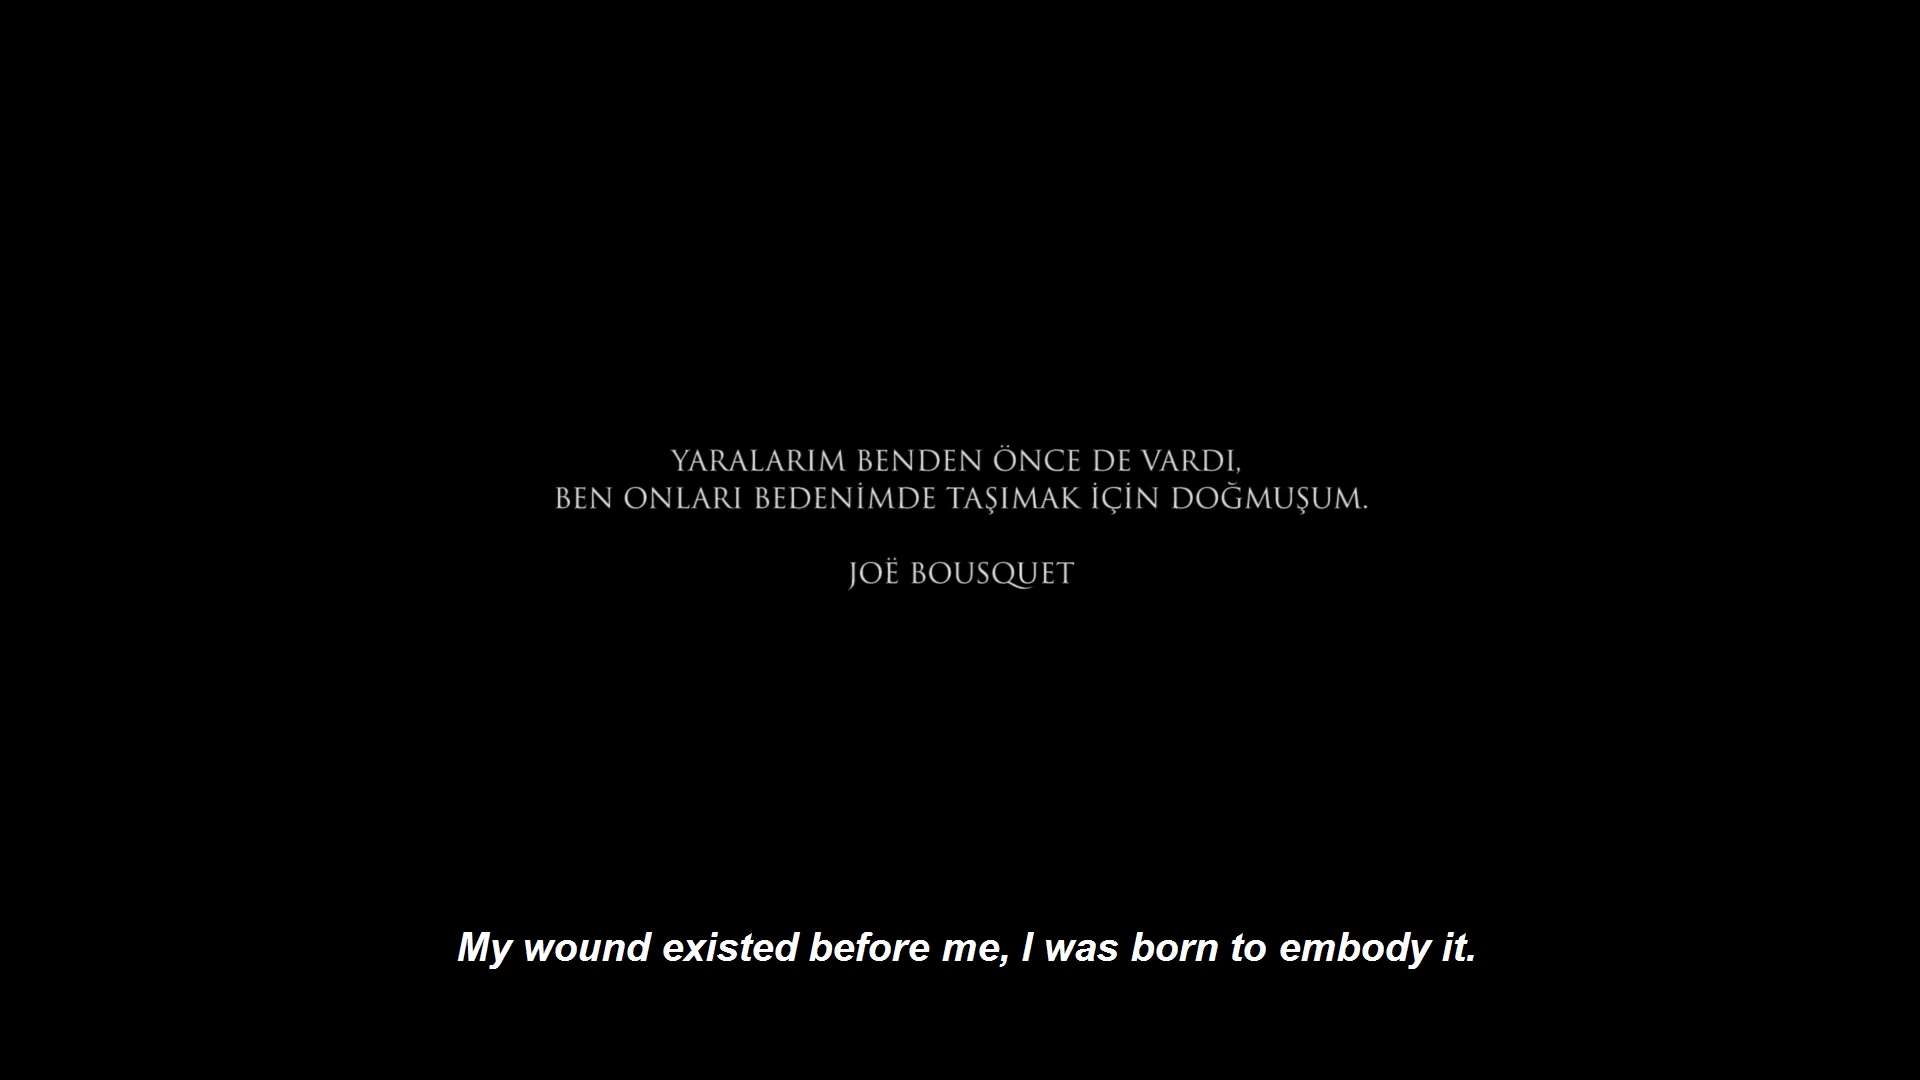 YARALARIM BENDEN ÖNCE DE VARDI,
BEN ONLARI BEDENİMDE TAŞIMAK İÇİN DOĞMUŞUM.
JOË BOUSQUET
My wound existed before me, I was born to embody it.